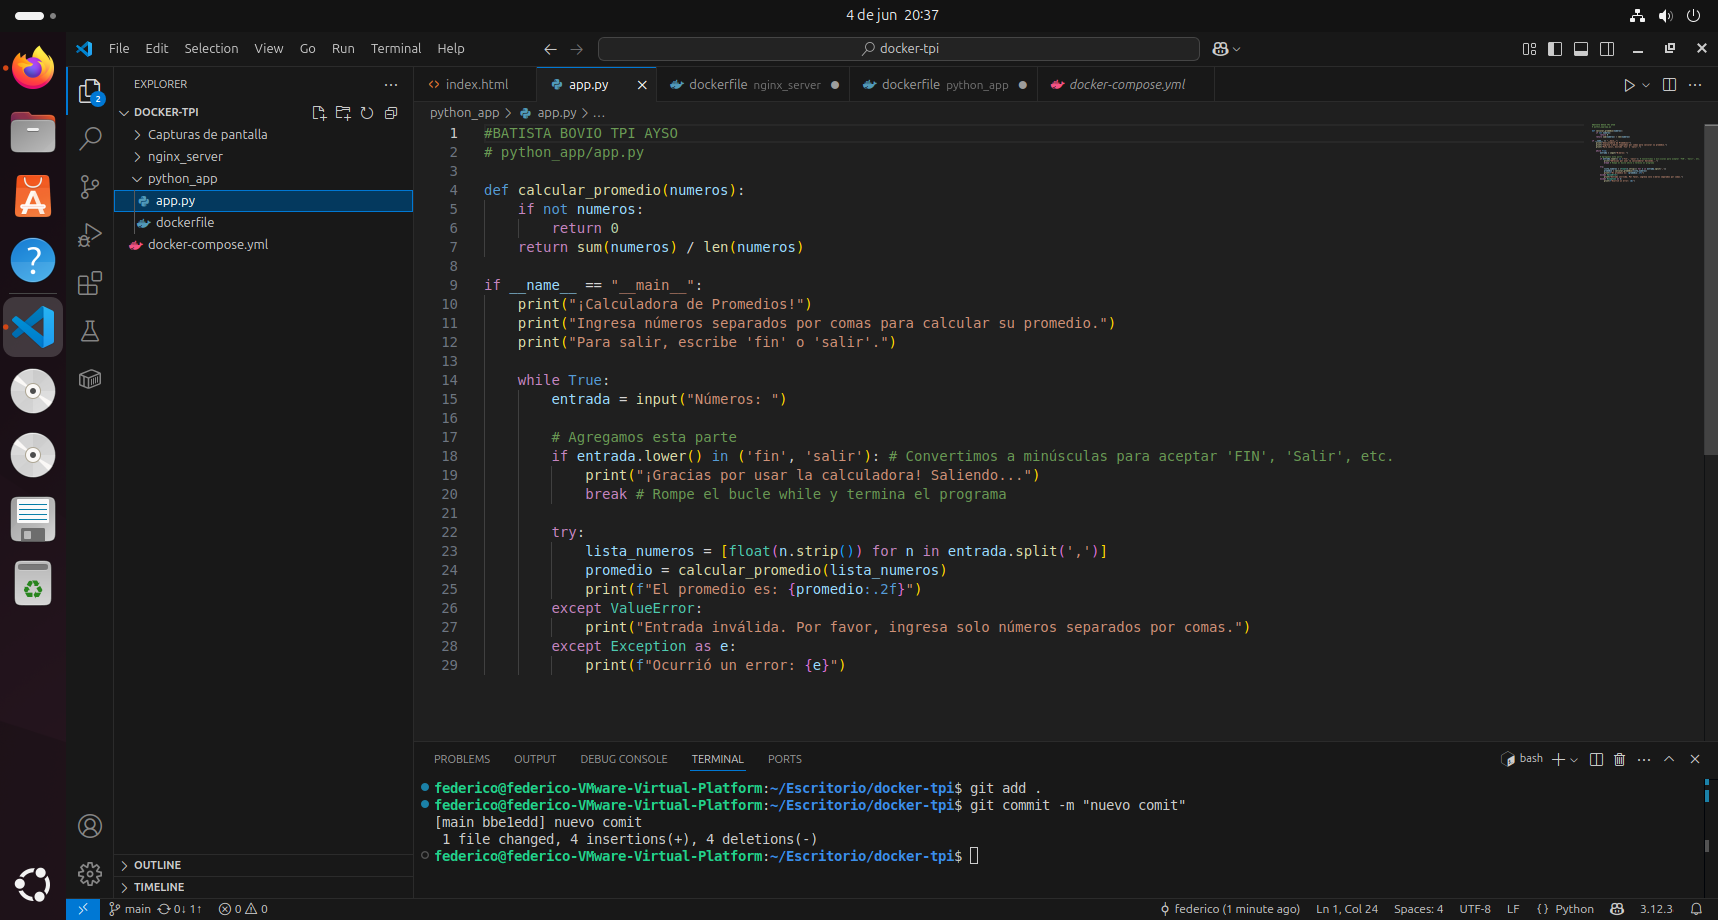 4 de jun 20:37
File Edit Selection View Go Run Terminal Help
docker-tpi
EXPLORER
index.html
app.py
dockerfile nginx_server
dockerfile python_app
docker-compose.yml
2
DOCKER-TPI
Capturas de pantalla
nginx_server
python_app
app.py
dockerfile
docker-compose.yml
python_app > app.py > ...
1 #BATISTA BOVIO TPI AYSO
2 # python_app/app.py
3
4 def calcular_promedio(numeros):
5 if not numeros:
6 return 0
7 return sum(numeros) / len(numeros)
8
9 if __name__ == "__main__":
10 print("¡Calculadora de Promedios!")
11 print("Ingresa números separados por comas para calcular su promedio.")
12 print("Para salir, escribe 'fin' o 'salir'.")
13
14 while True:
15 entrada = input("Números: ")
16
17 # Agregamos esta parte
18 if entrada.lower() in ('fin', 'salir'): # Convertimos a minúsculas para aceptar 'FIN', 'Salir', etc.
19 print("¡Gracias por usar la calculadora! Saliendo...")
20 break # Rompe el bucle while y termina el programa
21
22 try:
23 lista_numeros = [float(n.strip()) for n in entrada.split(',')]
24 promedio = calcular_promedio(lista_numeros)
25 print(f"El promedio es: {promedio:.2f}")
26 except ValueError:
27 print("Entrada inválida. Por favor, ingresa solo números separados por comas.")
28 except Exception as e:
29 print(f"Ocurrió un error: {e}")
PROBLEMS OUTPUT DEBUG CONSOLE TERMINAL PORTS
bash
federico@federico-VMware-Virtual-Platform:~/Escritorio/docker-tpi$ git add .
federico@federico-VMware-Virtual-Platform:~/Escritorio/docker-tpi$ git commit -m "nuevo comit"
[main bbe1edd] nuevo comit
1 file changed, 4 insertions(+), 4 deletions(-)
federico@federico-VMware-Virtual-Platform:~/Escritorio/docker-tpi$
OUTLINE
TIMELINE
main 0↓ 1↑ 0 0
federico (1 minute ago) Ln 1, Col 24 Spaces: 4 UTF-8 LF {} Python 3.12.3